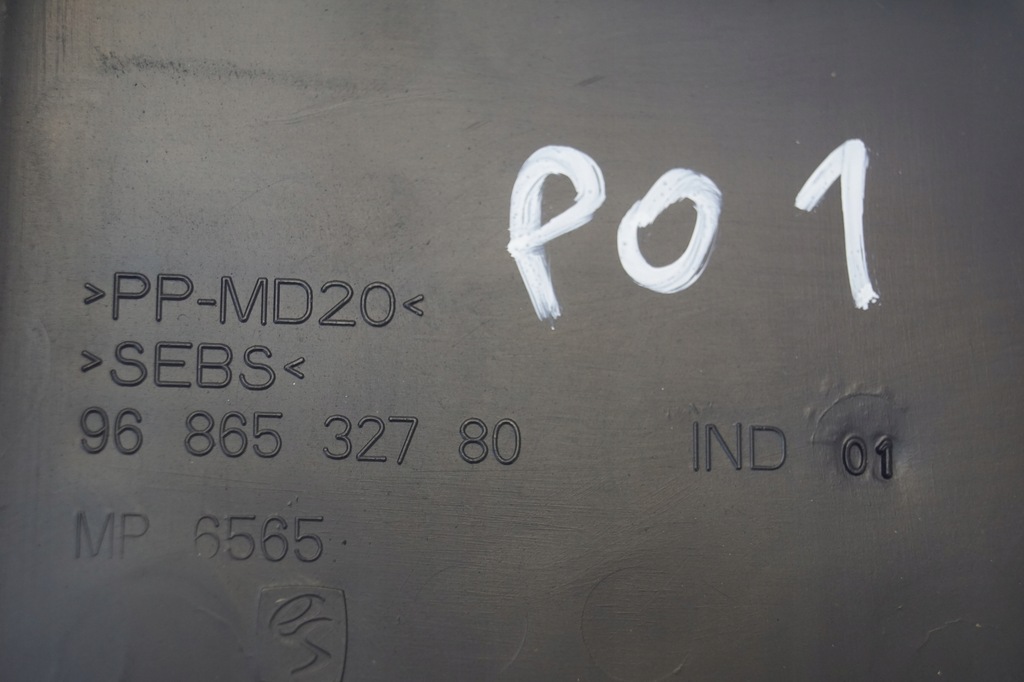 P01
>PP-MD20<
>SEBS<
96 865 327 80 IND 01
MP 6565